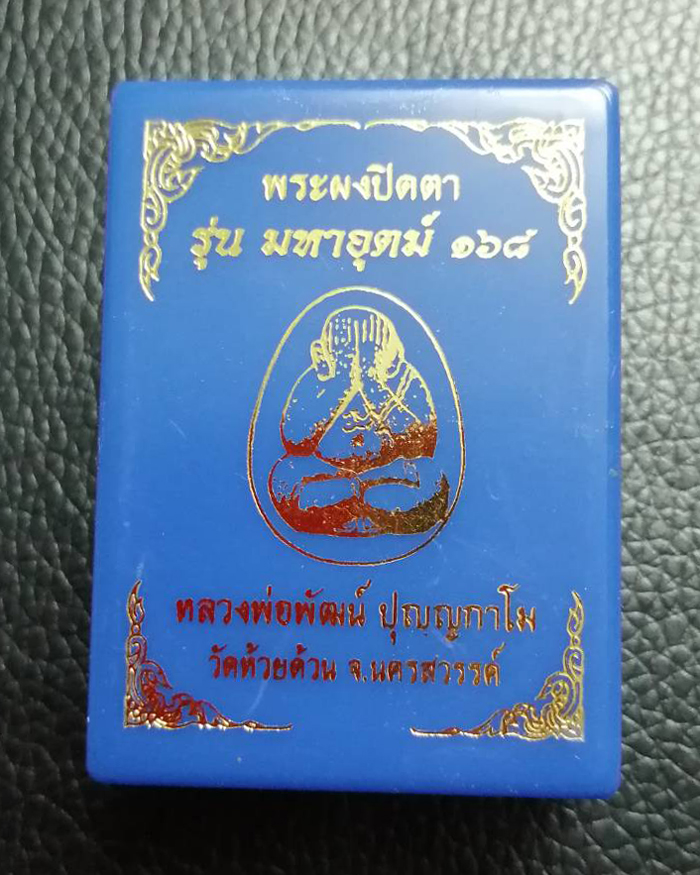 พระผงปิดตา
รุ่น มหาอุตม์ ๑๖๘
หลวงพ่อพัฒน์ ปุญญกาโม
วัดห้วยด้วน จ.นครสวรรค์